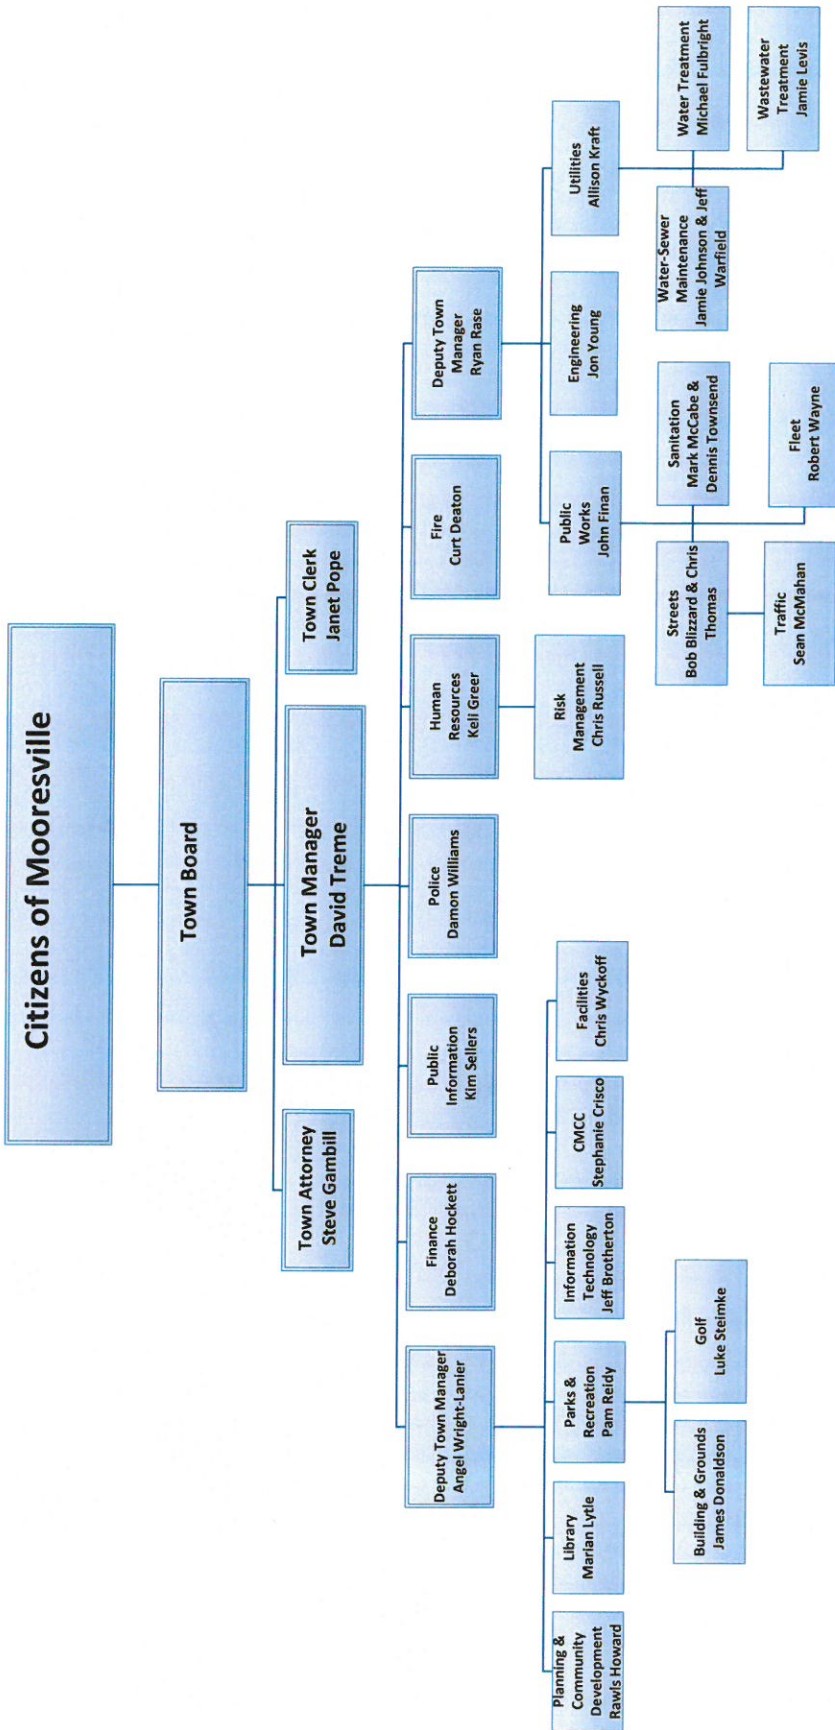 Citizens of Mooresville
Town Board
Town Attorney
Steve Gambill
Town Manager
David Treme
Town Clerk
Janet Pope
Deputy Town Manager
Angel Wright-Lanier
Finance
Deborah Hockett
Public
Information
Kim Sellers
Police
Damon Williams
Human
Resources
Keli Greer
Fire
Curt Deaton
Deputy Town
Manager
Ryan Rase
Planning &
Community
Development
Rawls Howard
Library
Marian Lytle
Parks &
Recreation
Pam Reidy
Information
Technology
Jeff Brotherton
CMCC
Stephanie Crisco
Facilities
Chris Wyckoff
Risk
Management
Chris Russell
Public
Works
John Finan
Engineering
Jon Young
Utilities
Allison Kraft
Building & Grounds
James Donaldson
Golf
Luke Steimke
Streets
Bob Blizzard & Chris
Thomas
Sanitation
Mark McCabe &
Dennis Townsend
Water-Sewer
Maintenance
Jamie Johnson & Jeff
Warfield
Water Treatment
Michael Fulbright
Traffic
Sean McMahan
Fleet
Robert Wayne
Wastewater
Treatment
Jamie Levis